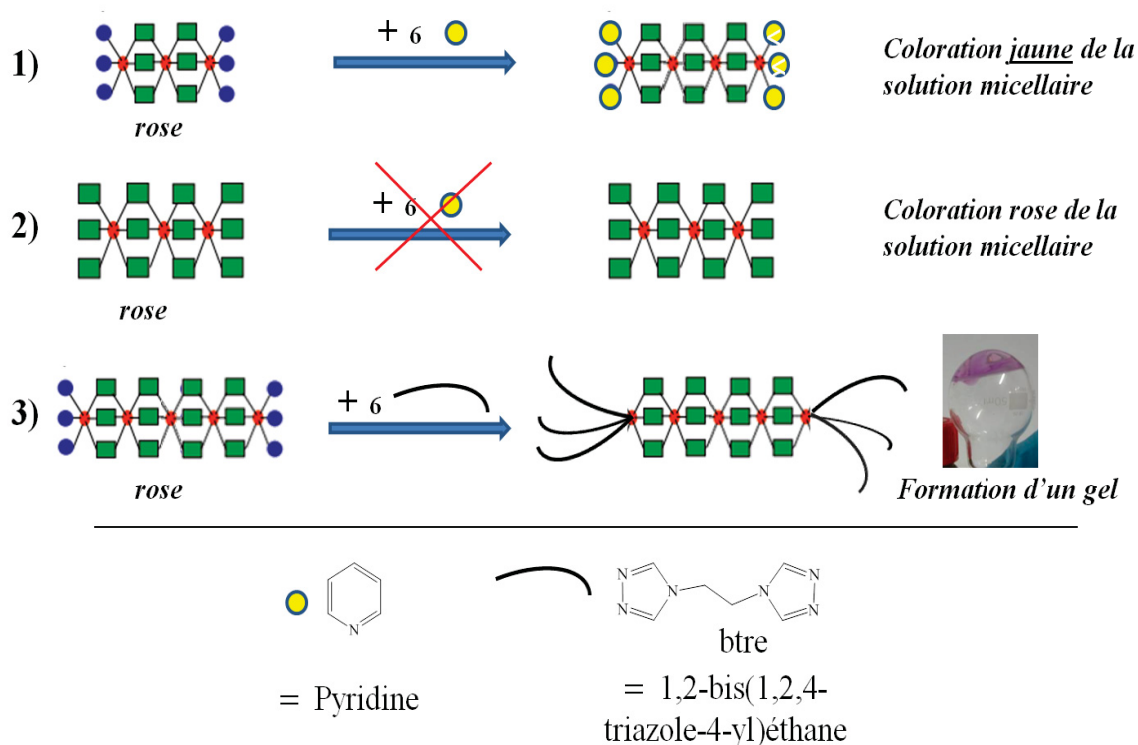 1)
+ 6
rose
Coloration jaune de la
solution micellaire
2)
+ 6
rose
Coloration rose de la
solution micellaire
3)
+ 6
rose
Formation d'un gel
N
= Pyridine
N
N
N
N
N
N
btre
= 1,2-bis(1,2,4-
triazole-4-yl)éthane